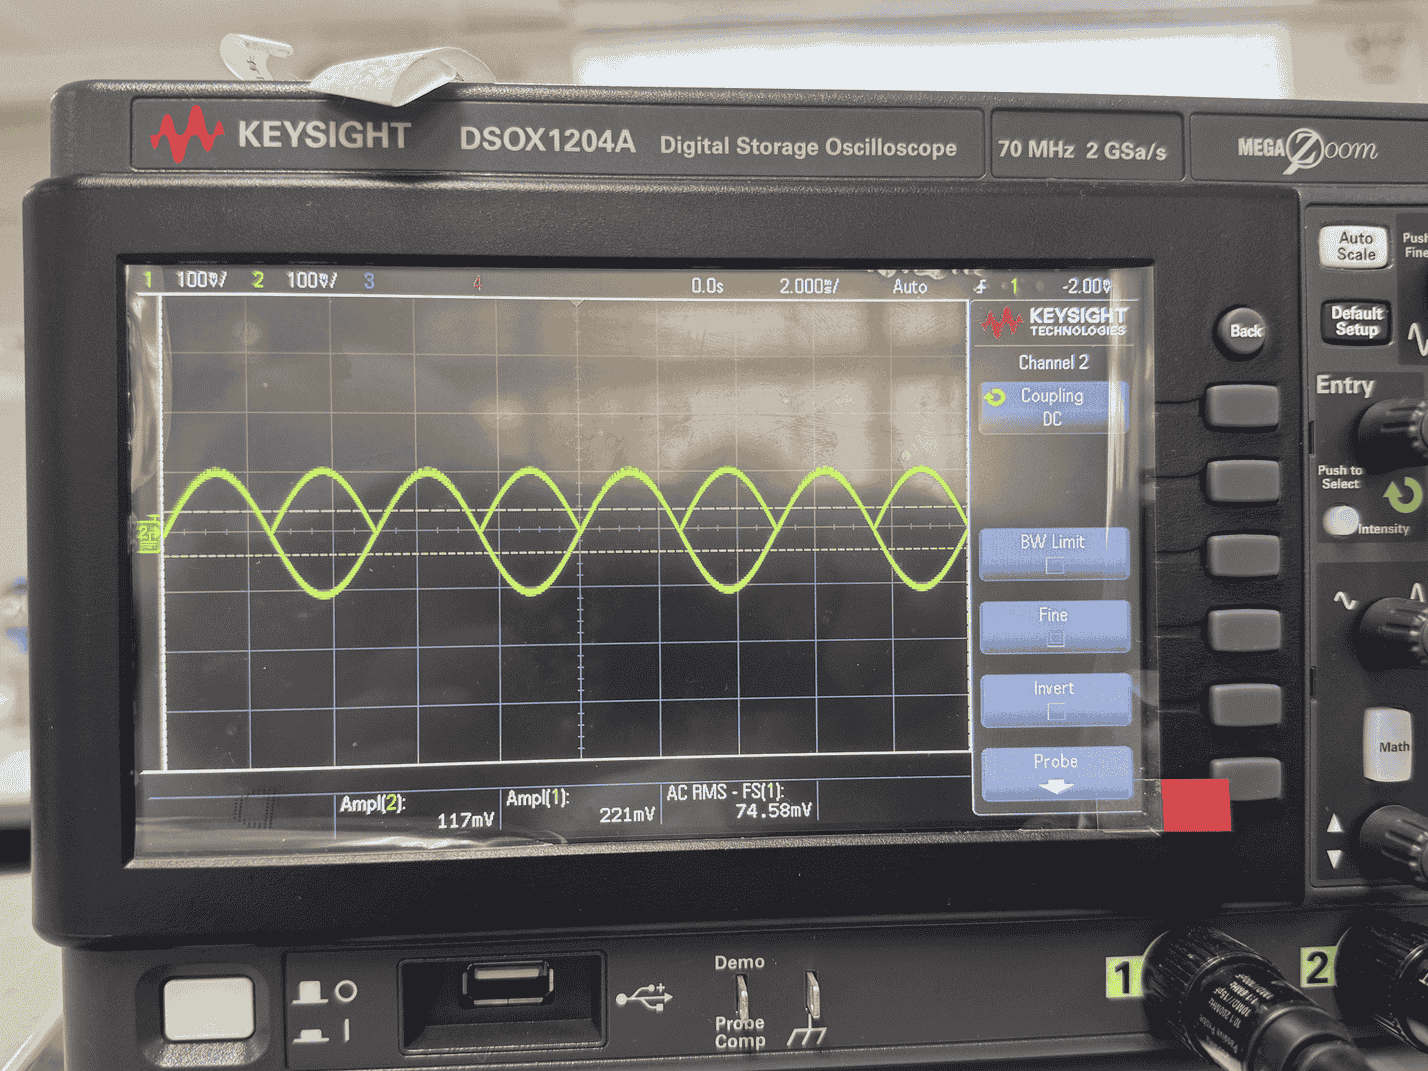 KEYSIGHT DSOX1204A Digital Storage Oscilloscope 70 MHz 2 GSa/s MEGA Zoom
1 100mV/ 2 100mV/ 3 4 0.0s 2.000ms/ Auto 1 -2.00V
KEYSIGHT
TECHNOLOGIES
Channel 2
Coupling
DC
BW Limit
Fine
Invert
Probe
2
Ampl(2):
117mV
Ampl(1):
221mV
AC RMS - FS(1):
74.58mV
Auto
Scale
Push
Fine
Default
Setup
Back
Entry
Push to
Select
Intensity
Math
Demo
Probe
Comp
1
2